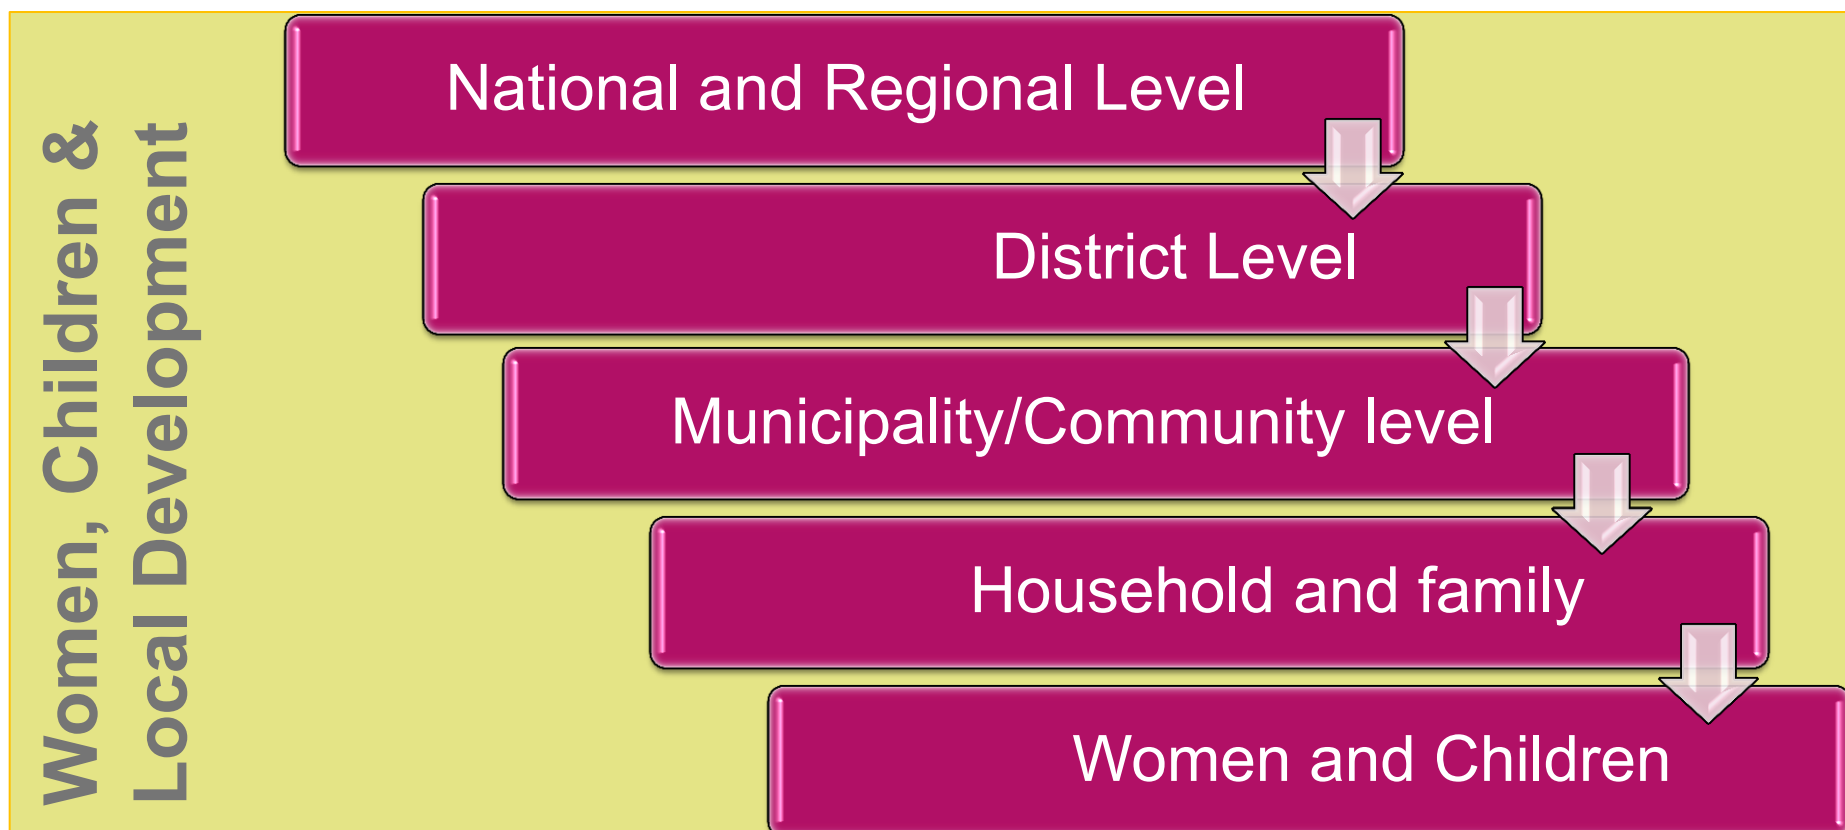 Women, Children &
Local Development
National and Regional Level
District Level
Municipality/Community level
Household and family
Women and Children